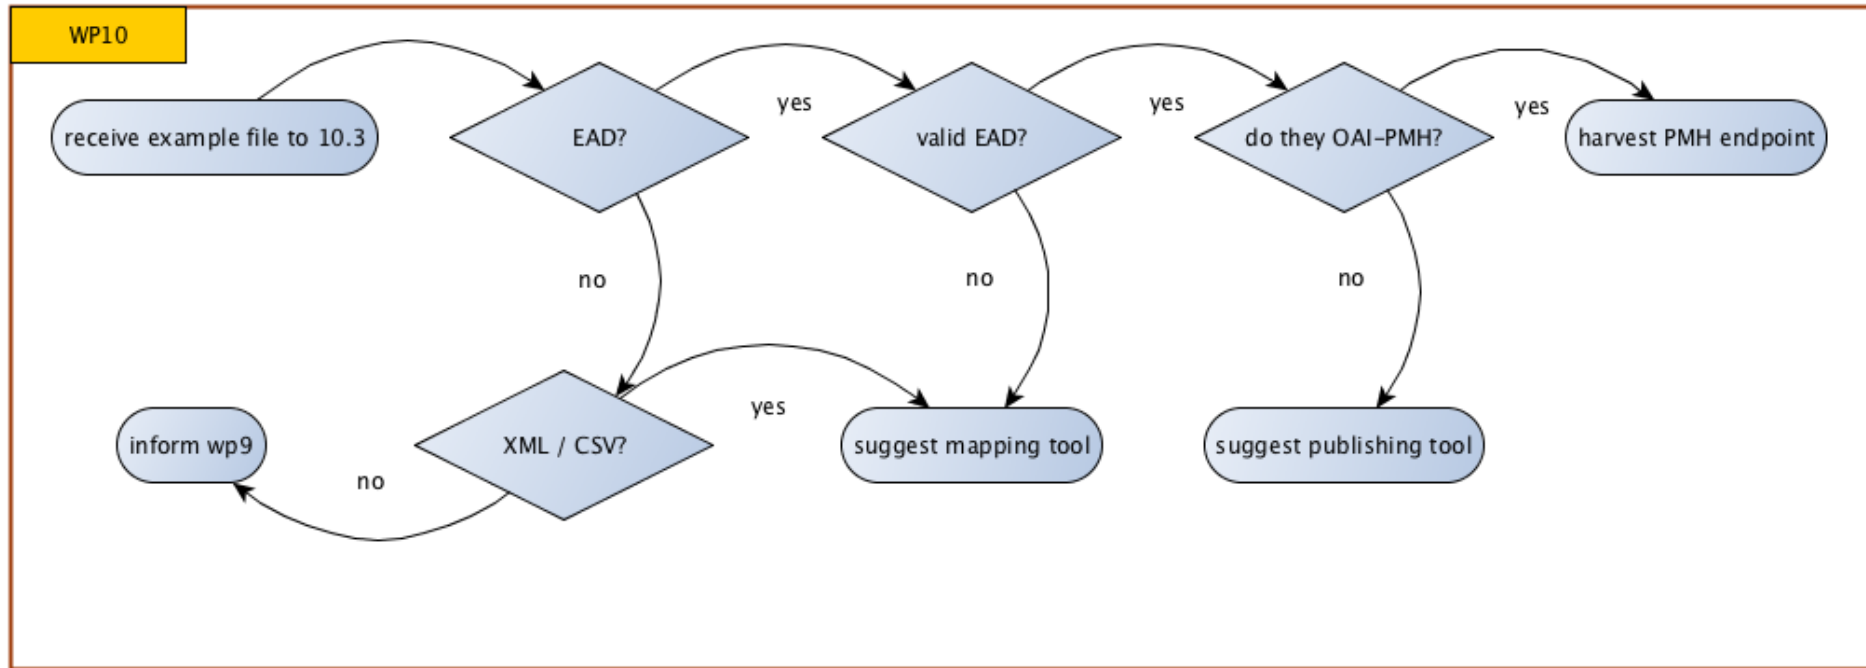 WP10
receive example file to 10.3
EAD?
yes
valid EAD?
yes
do they OAI-PMH?
yes
harvest PMH endpoint
no
no
no
inform wp9
no
XML / CSV?
yes
suggest mapping tool
suggest publishing tool